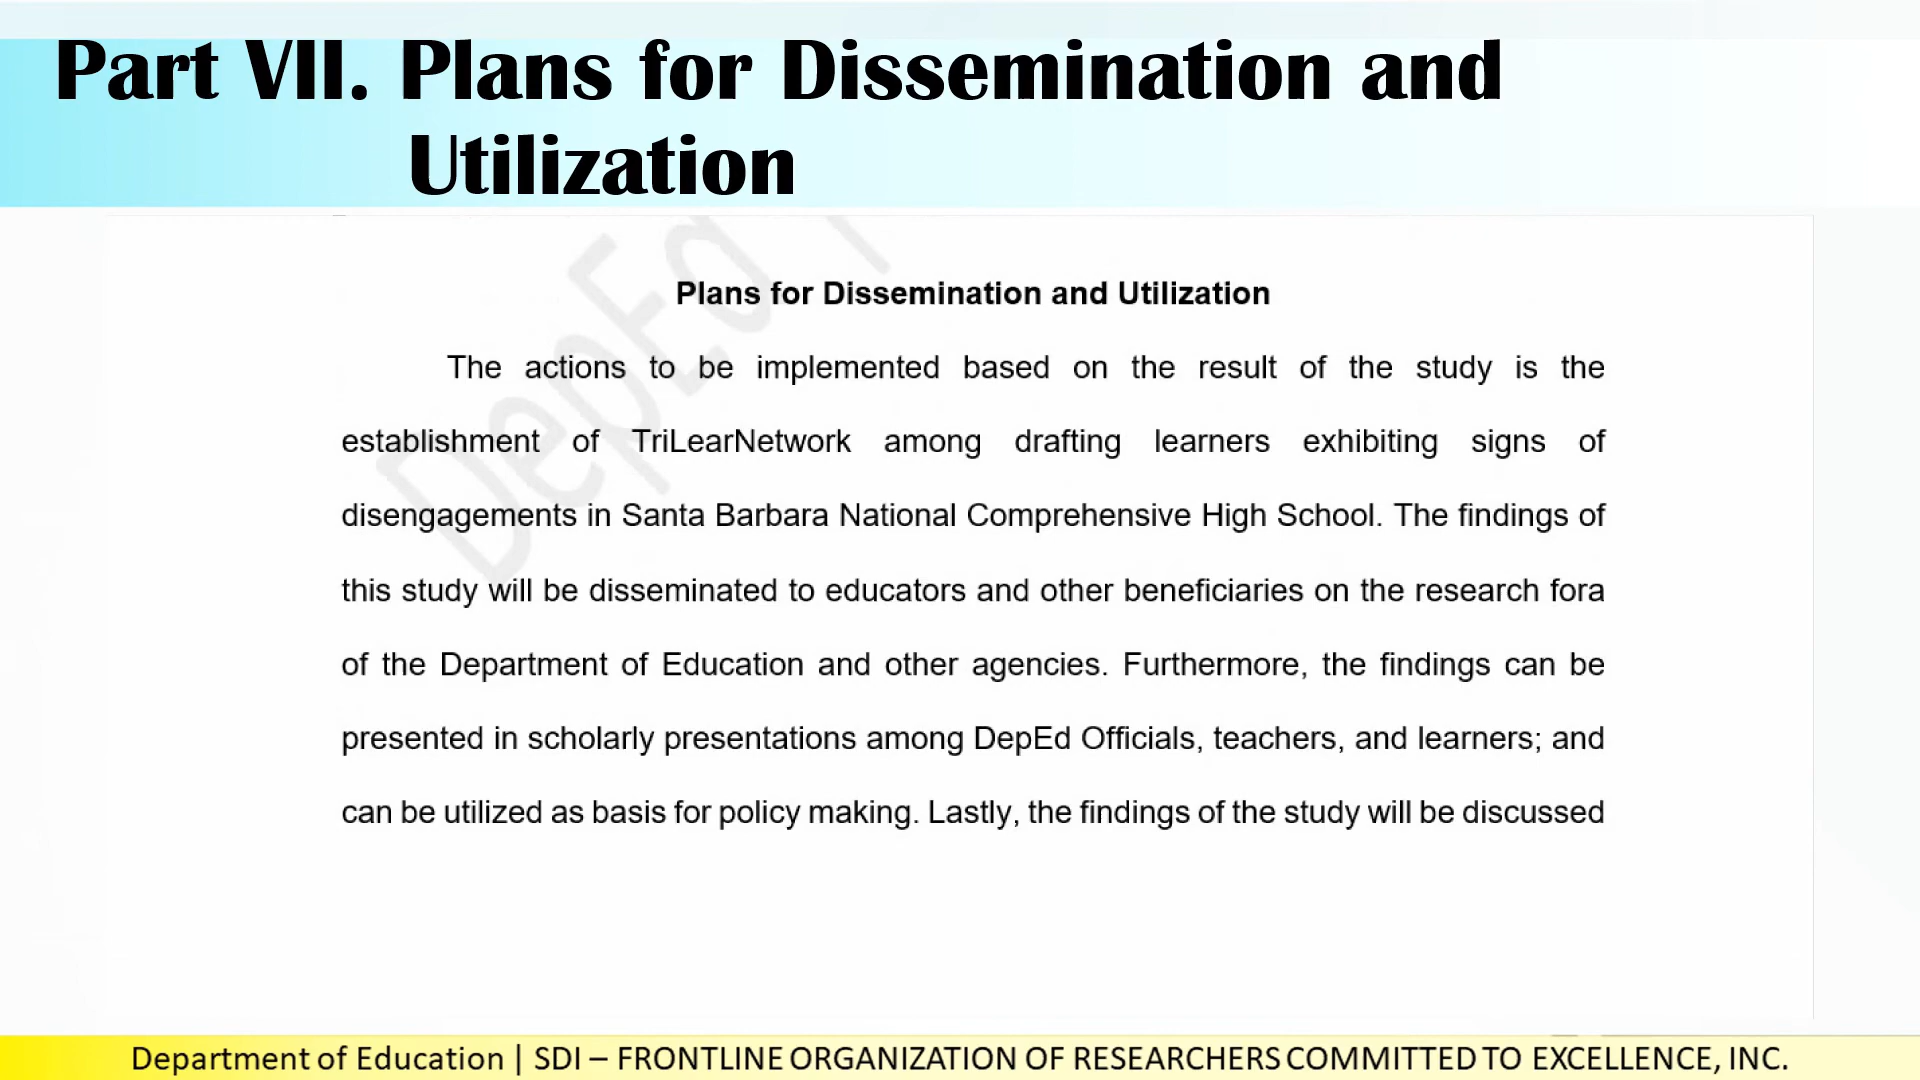 Part VII. Plans for Dissemination and
Utilization
DepEd
Plans for Dissemination and Utilization
The actions to be implemented based on the result of the study is the
establishment of TriLearNetwork among drafting learners exhibiting signs of
disengagements in Santa Barbara National Comprehensive High School. The findings of
this study will be disseminated to educators and other beneficiaries on the research fora
of the Department of Education and other agencies. Furthermore, the findings can be
presented in scholarly presentations among DepEd Officials, teachers, and learners; and
can be utilized as basis for policy making. Lastly, the findings of the study will be discussed
Department of Education | SDI – FRONTLINE ORGANIZATION OF RESEARCHERS COMMITTED TO EXCELLENCE, INC.